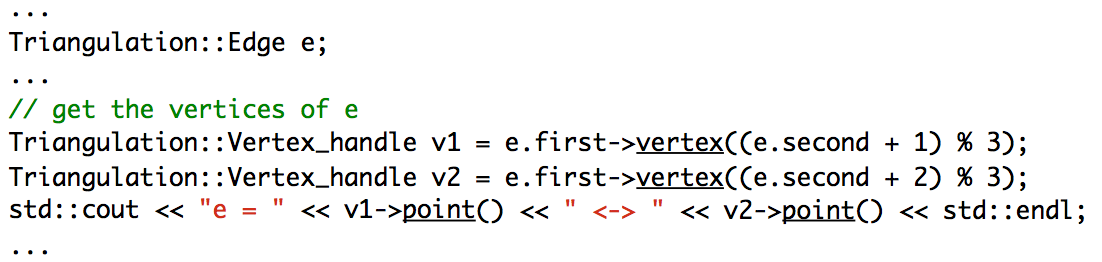 ...
Triangulation::Edge e;
...
// get the vertices of e
Triangulation::Vertex_handle v1 = e.first->vertex((e.second + 1) % 3);
Triangulation::Vertex_handle v2 = e.first->vertex((e.second + 2) % 3);
std::cout << "e = " << v1->point() << " <-> " << v2->point() << std::endl;
...